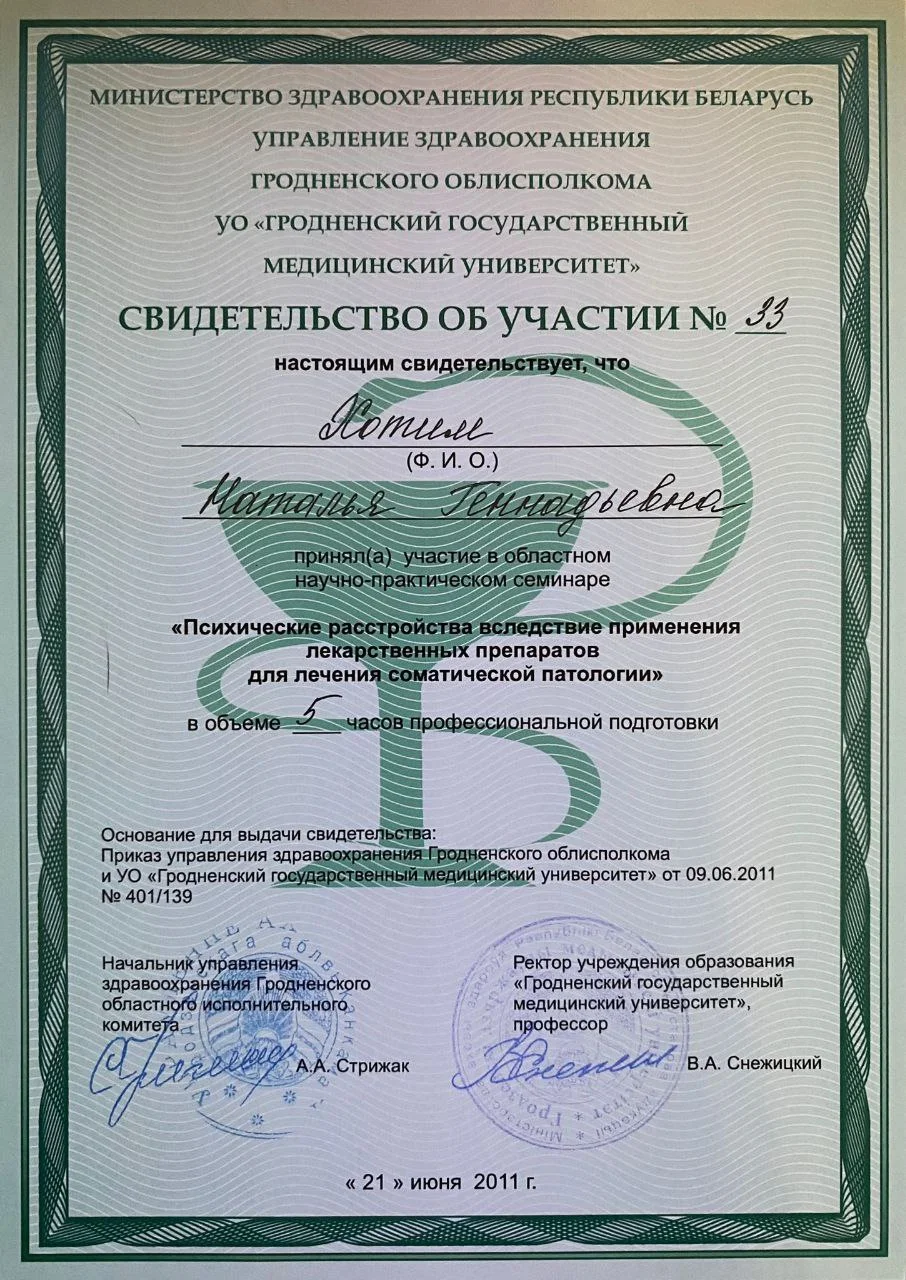 МИНИСТЕРСТВО ЗДРАВООХРАНЕНИЯ РЕСПУБЛИКИ БЕЛАРУСЬ
УПРАВЛЕНИЕ ЗДРАВООХРАНЕНИЯ
ГРОДНЕНСКОГО ОБЛИСПОЛКОМА
УО «ГРОДНЕНСКИЙ ГОСУДАРСТВЕННЫЙ
МЕДИЦИНСКИЙ УНИВЕРСИТЕТ»
СВИДЕТЕЛЬСТВО ОБ УЧАСТИИ № 33
настоящим свидетельствует, что
Хотим
(Ф. И. О.)
Наталья Геннадьевна
принял(а) участие в областном
научно-практическом семинаре
«Психические расстройства вследствие применения
лекарственных препаратов
для лечения соматической патологии»
в объеме 5 часов профессиональной подготовки
Основание для выдачи свидетельства:
Приказ управления здравоохранения Гродненского облисполкома
и УО «Гродненский государственный медицинский университет» от 09.06.2011
№ 401/139
Начальник управления
здравоохранения Гродненского
областного исполнительного
комитета
А.А. Стрижак
Ректор учреждения образования
«Гродненский государственный
медицинский университет»,
профессор
В.А. Снежицкий
« 21 » июня 2011 г.